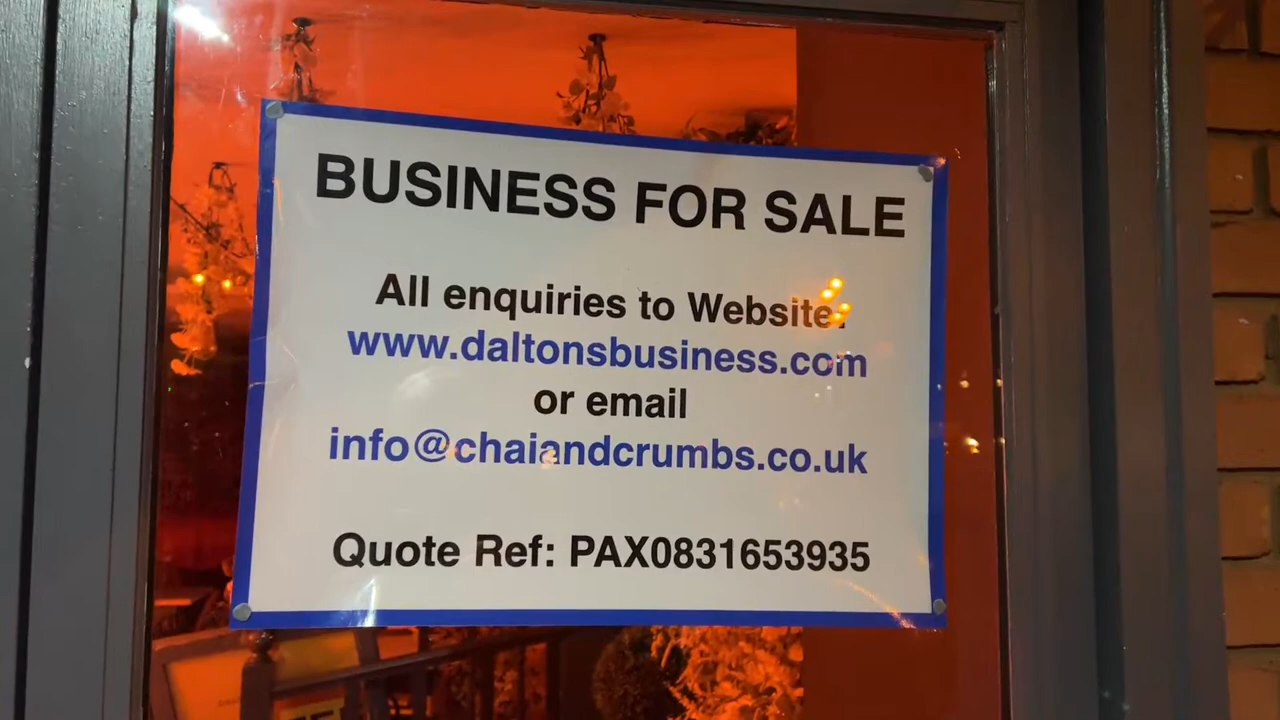 BUSINESS FOR SALE
All enquiries to Website:
www.daltonsbusiness.com
or email
info@chaiandcrumbs.co.uk
Quote Ref: PAX0831653935